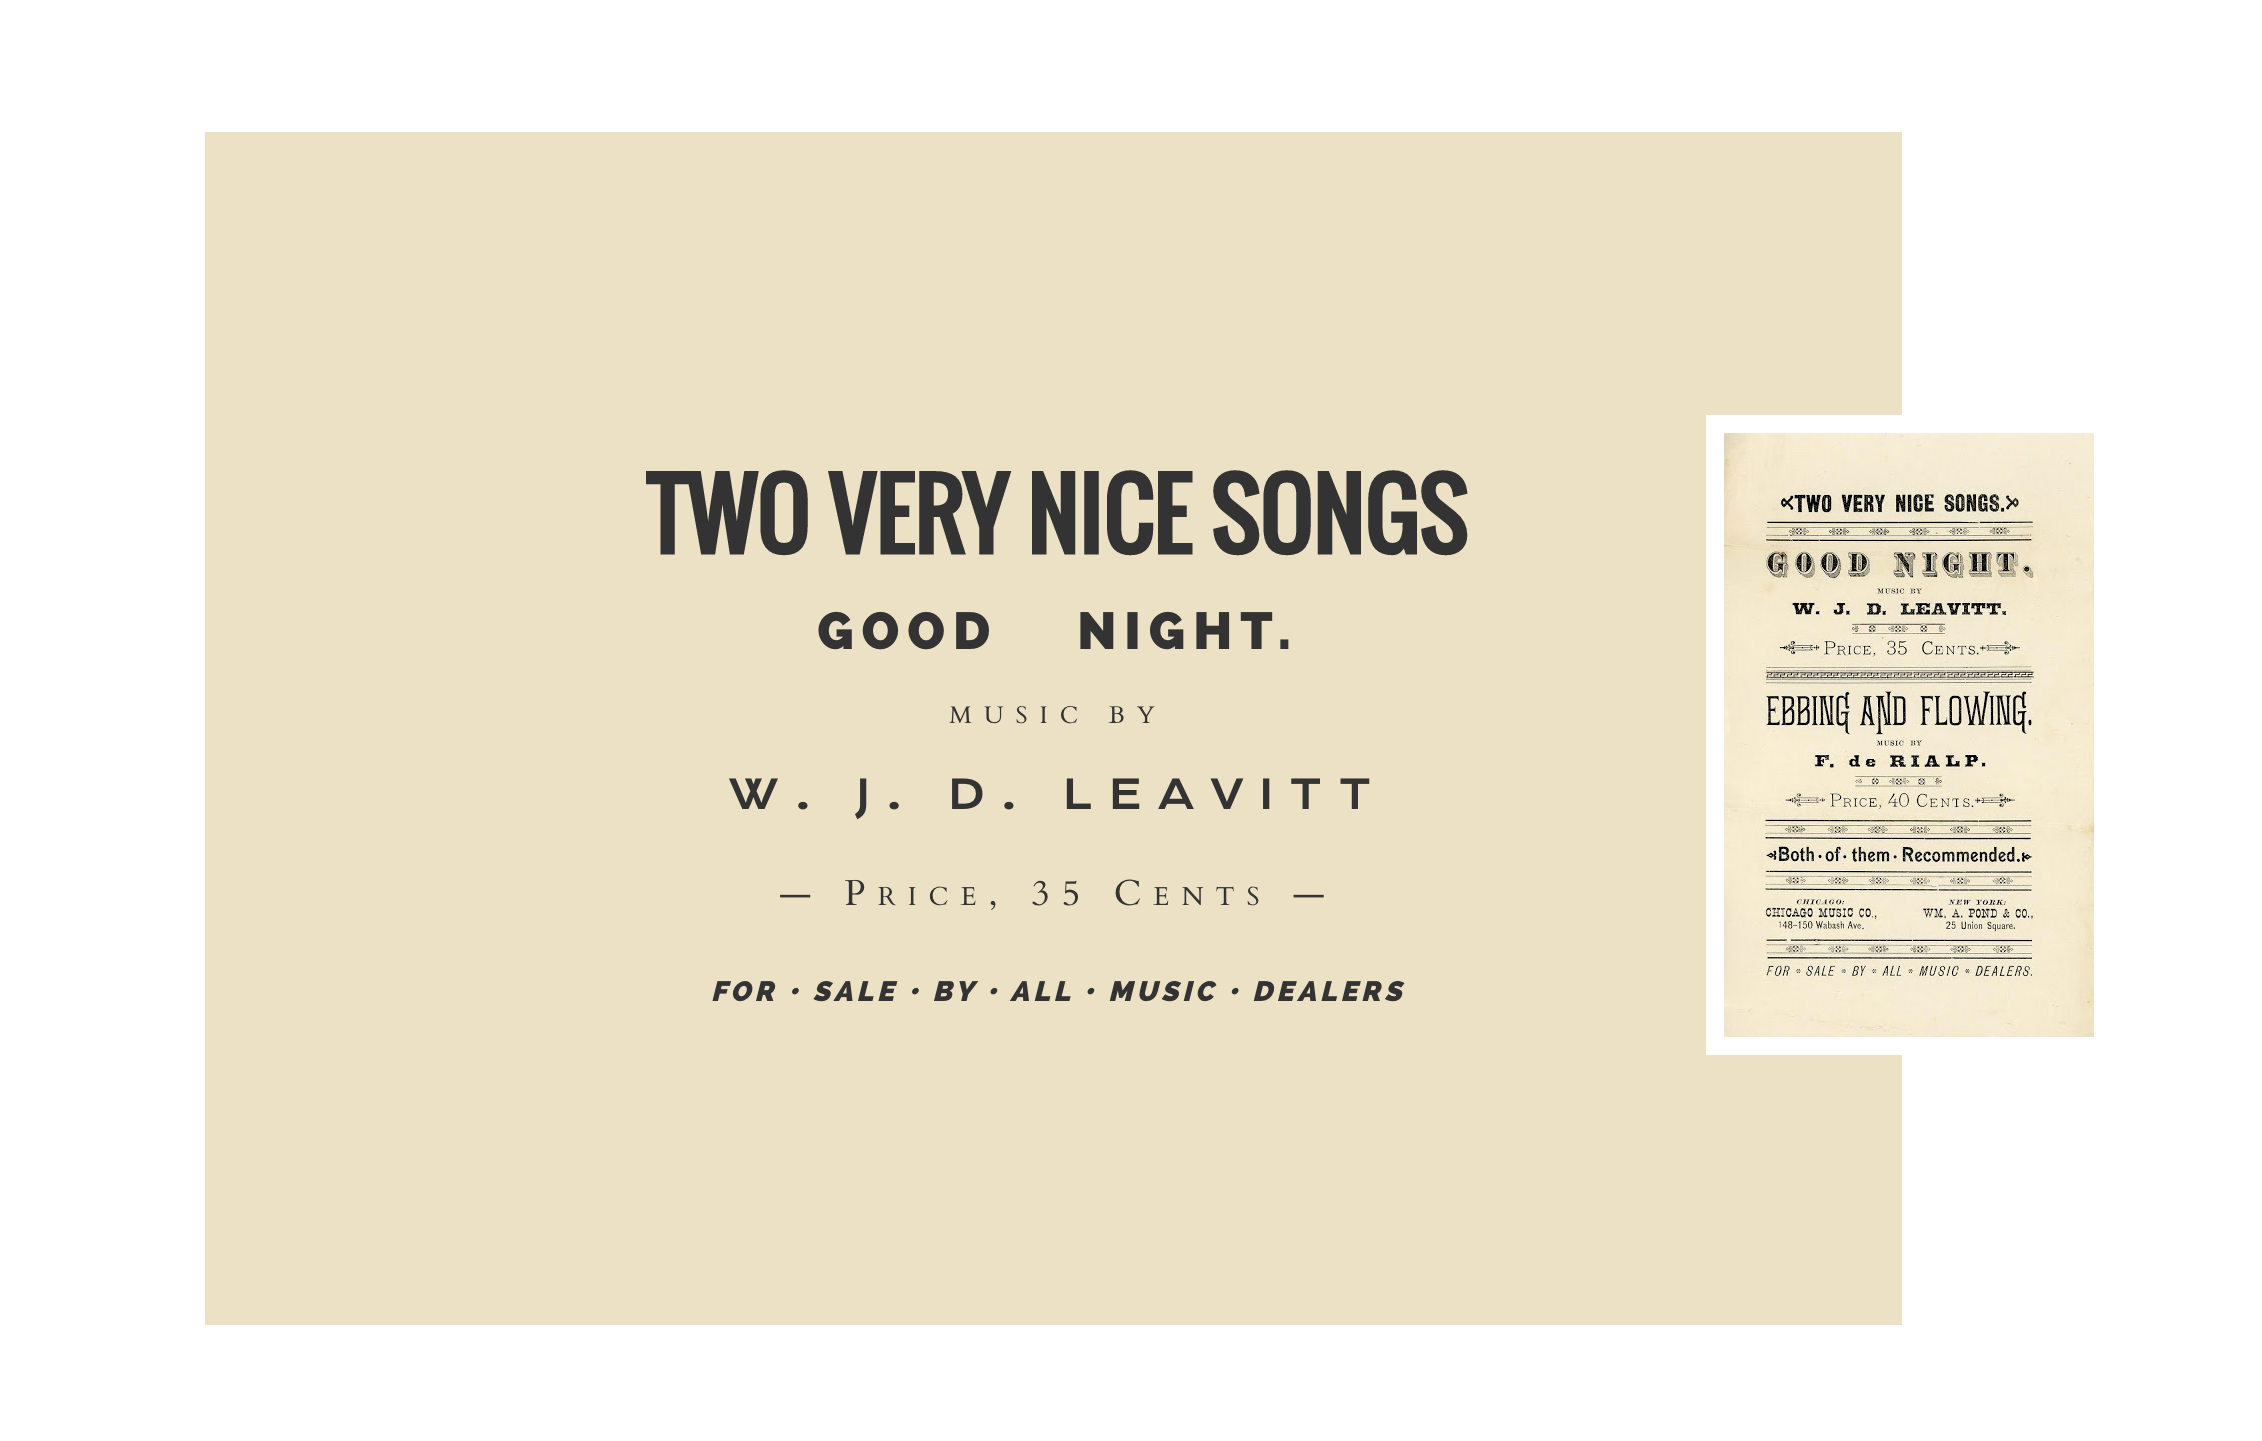 TWO VERY NICE SONGS
GOOD NIGHT.
MUSIC BY
W. J. D. LEAVITT
— PRICE, 35 CENTS —
FOR · SALE · BY · ALL · MUSIC · DEALERS
TWO VERY NICE SONGS.
GOOD NIGHT.
MUSIC BY
W. J. D. LEAVITT.
PRICE, 35 CENTS.
EBBING AND FLOWING.
MUSIC BY
F. de RIALP.
PRICE, 40 CENTS.
Both · of · them · Recommended.
CHICAGO:
CHICAGO MUSIC CO.,
148-150 Wabash Ave.
NEW YORK:
WM. A. POND & CO.,
25 Union Square.
FOR * SALE * BY * ALL * MUSIC * DEALERS.